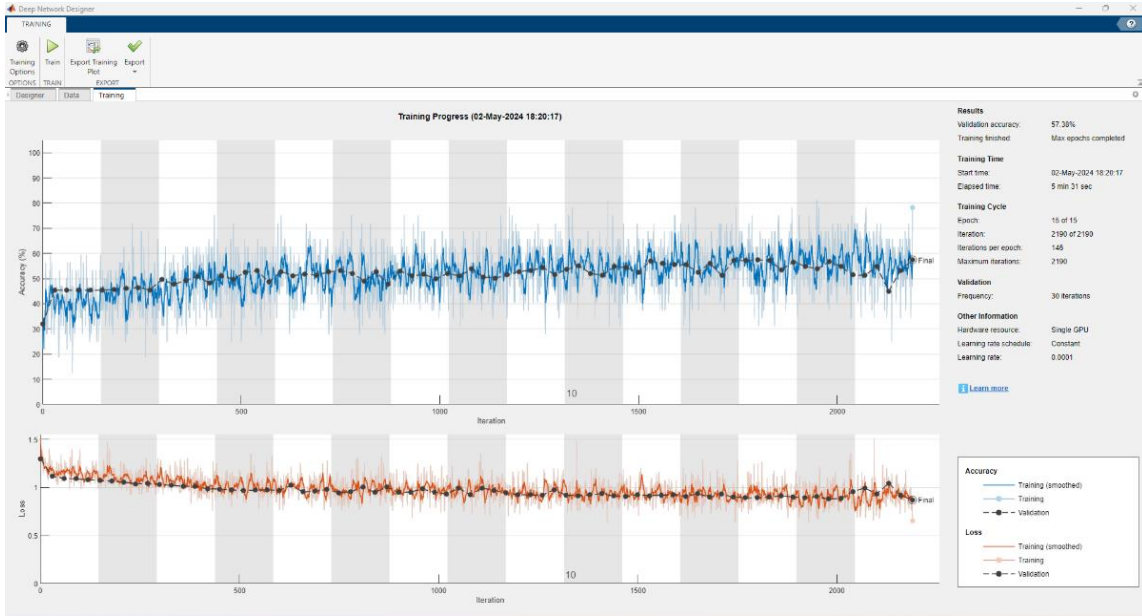 Deep Network Designer
TRAINING
Training Options
Train
Export Training Plot
Export
OPTIONS
TRAIN
EXPORT
Designer
Data
Training
Training Progress (02-May-2024 18:20:17)
100
90
80
70
60
50
40
30
20
10
0
Accuracy (%)
Final
10
0
500
1000
1500
2000
Iteration
1.5
1
0.5
0
Loss
Final
10
0
500
1000
1500
2000
Iteration
Results
Validation accuracy: 57.38%
Training finished: Max epochs completed
Training Time
Start time: 02-May-2024 18:20:17
Elapsed time: 5 min 31 sec
Training Cycle
Epoch: 15 of 15
Iteration: 2190 of 2190
Iterations per epoch: 146
Maximum iterations: 2190
Validation
Frequency: 30 iterations
Other Information
Hardware resource: Single GPU
Learning rate schedule: Constant
Learning rate: 0.0001
Learn more
Accuracy
Training (smoothed)
Training
Validation
Loss
Training (smoothed)
Training
Validation